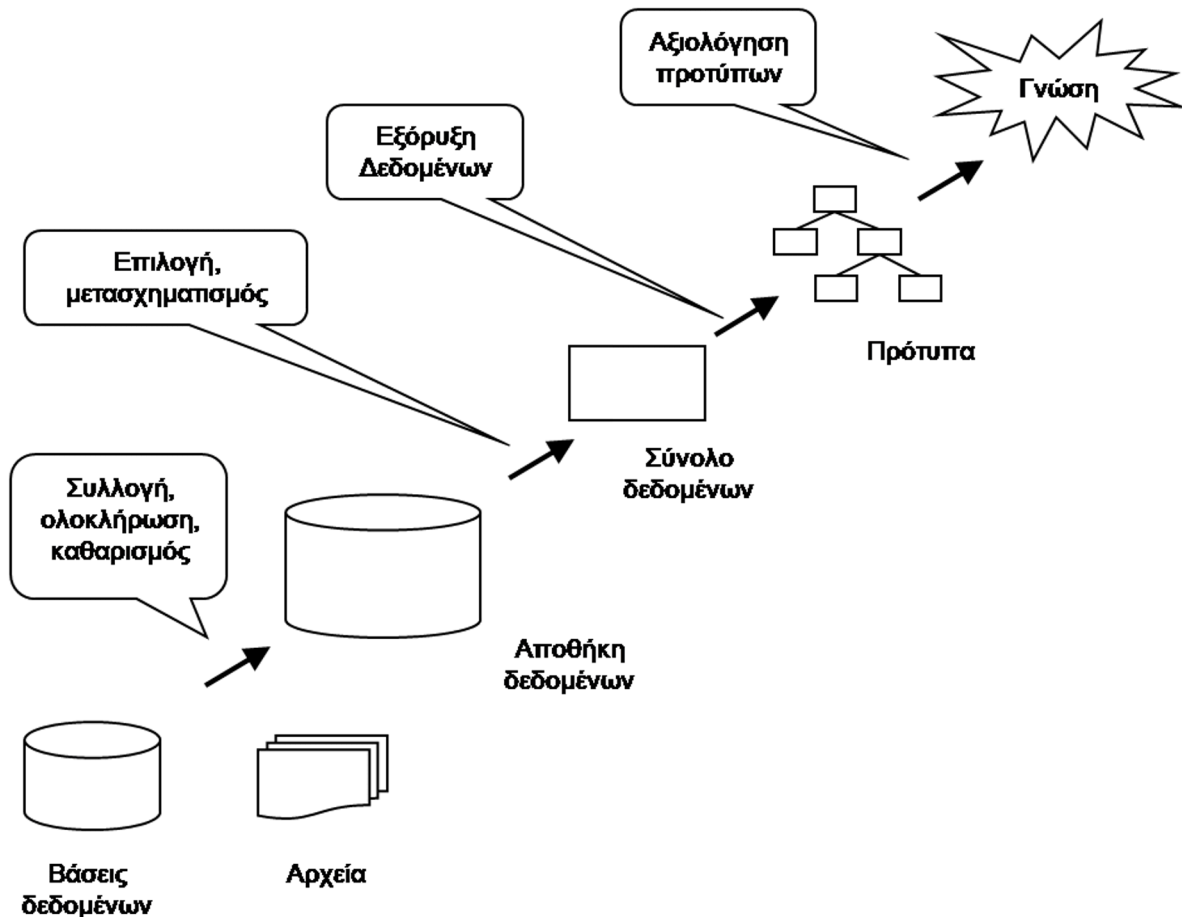 Αξιολόγηση
προτύπων
Γνώση
Εξόρυξη
Δεδομένων
Επιλογή,
μετασχηματισμός
Πρότυπα
Σύνολο
δεδομένων
Συλλογή,
ολοκλήρωση,
καθαρισμός
Αποθήκη
δεδομένων
Βάσεις
δεδομένων
Αρχεία